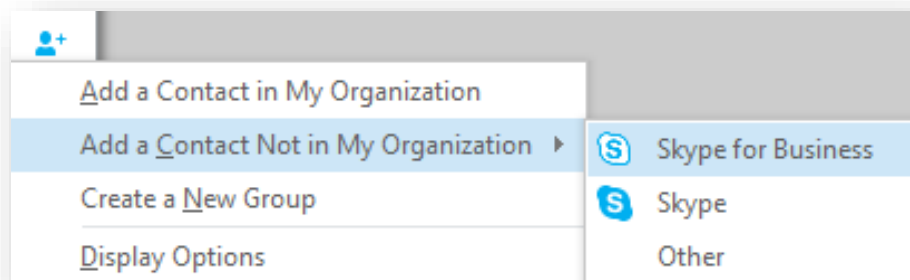 Add a Contact in My Organization
Add a Contact Not in My Organization
Skype for Business
Create a New Group
Skype
Display Options
Other